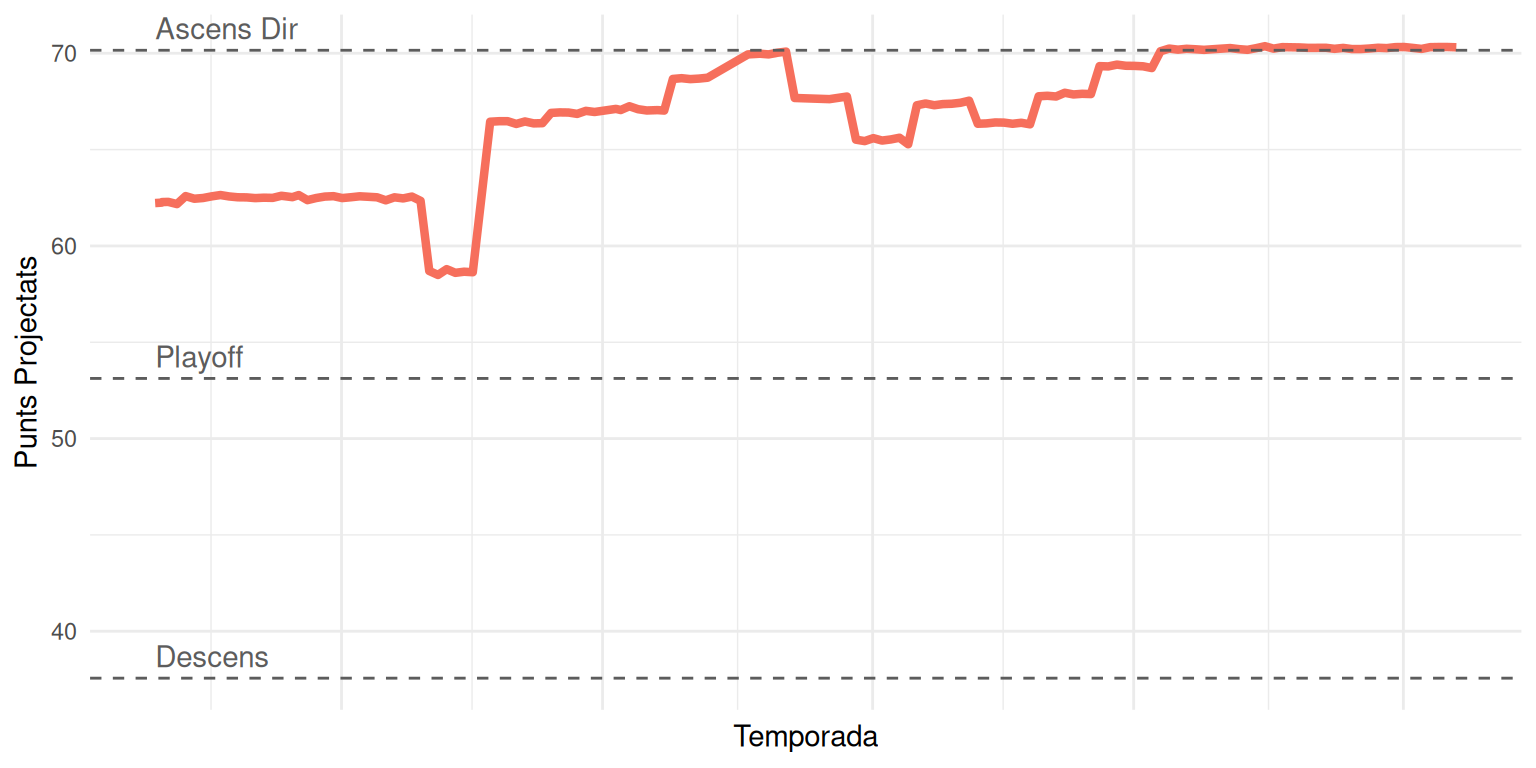 Ascens Dir
70
60
Playoff
50
40
Descens
Punts Projectats
Temporada